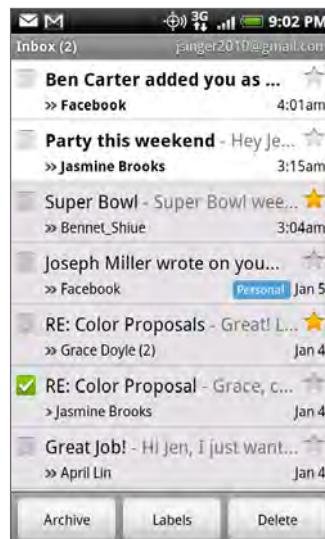 3G 9:02 PM
Inbox (2) jsinger2010@gmail.com
Ben Carter added you as ...
» Facebook 4:01am
Party this weekend - Hey Je...
» Jasmine Brooks 3:15am
Super Bowl - Super Bowl wee...
» Bennet_Shiue 3:04am
Joseph Miller wrote on you...
» Facebook Personal Jan 5
RE: Color Proposals - Great! L...
» Grace Doyle (2) Jan 4
RE: Color Proposal - Grace, c...
› Jasmine Brooks Jan 4
Great Job! - Hi Jen, I just want...
» April Lin Jan 4
Archive Labels Delete